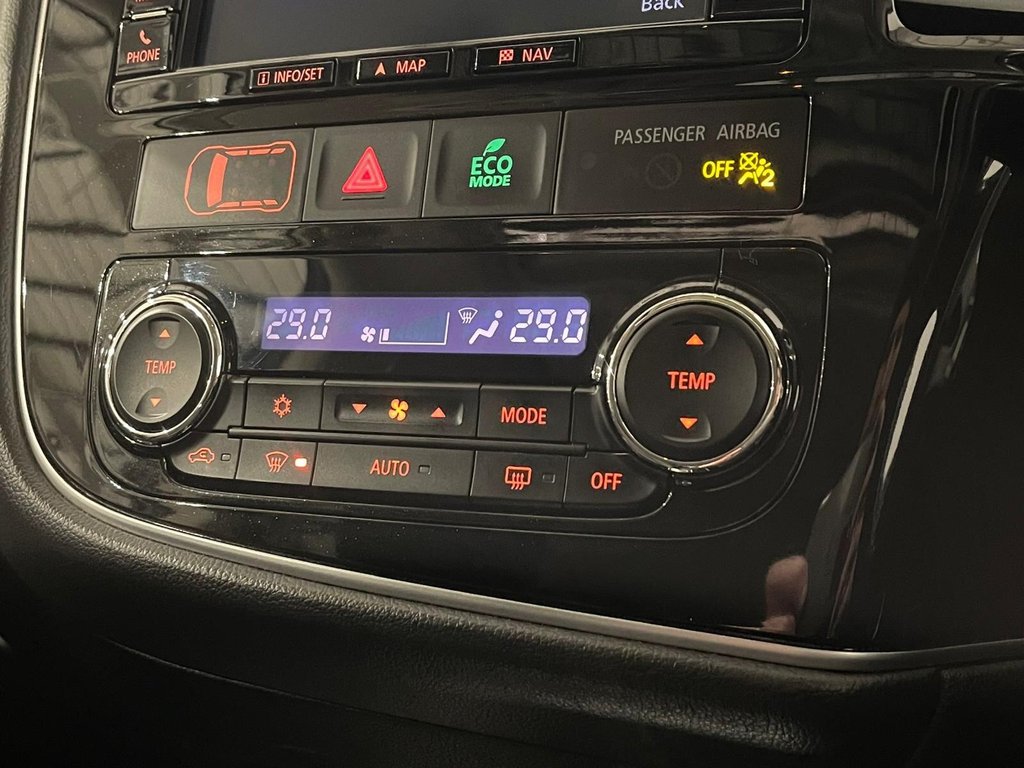 Back
PHONE
INFO/SET
MAP
NAV
ECO
MODE
PASSENGER AIRBAG
OFF 2
29.0
29.0
TEMP
TEMP
MODE
AUTO
OFF